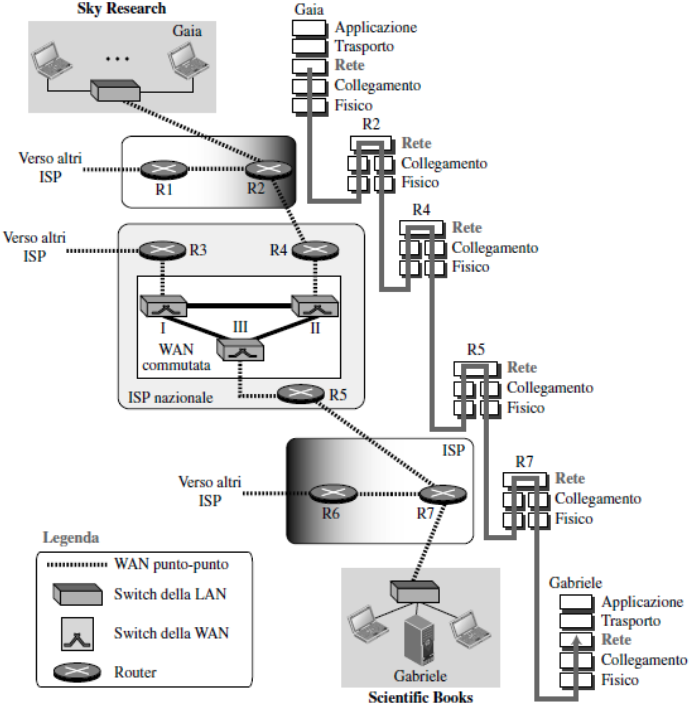 Sky Research
Gaia
Gaia
Applicazione
Trasporto
Rete
Collegamento
Fisico
R2
Rete
Collegamento
Fisico
Verso altri
ISP
R1
R2
R4
Rete
Collegamento
Fisico
Verso altri
ISP
R3
R4
I
III
II
WAN
commutata
ISP nazionale
R5
R5
Rete
Collegamento
Fisico
ISP
Verso altri
ISP
R6
R7
R7
Rete
Collegamento
Fisico
Legenda
WAN punto-punto
Switch della LAN
Switch della WAN
Router
Gabriele
Scientific Books
Gabriele
Applicazione
Trasporto
Rete
Collegamento
Fisico